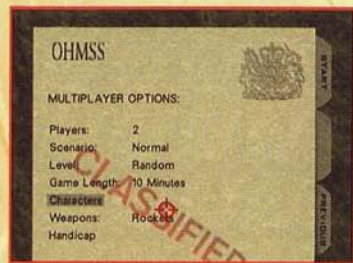 OHMSS
MULTIPLAYER OPTIONS:
Players: 2
Scenario: Normal
Level: Random
Game Length: 10 Minutes
Characters
Weapons: Rockets
Handicap
CLASSIFIED
START
PREVIOUS